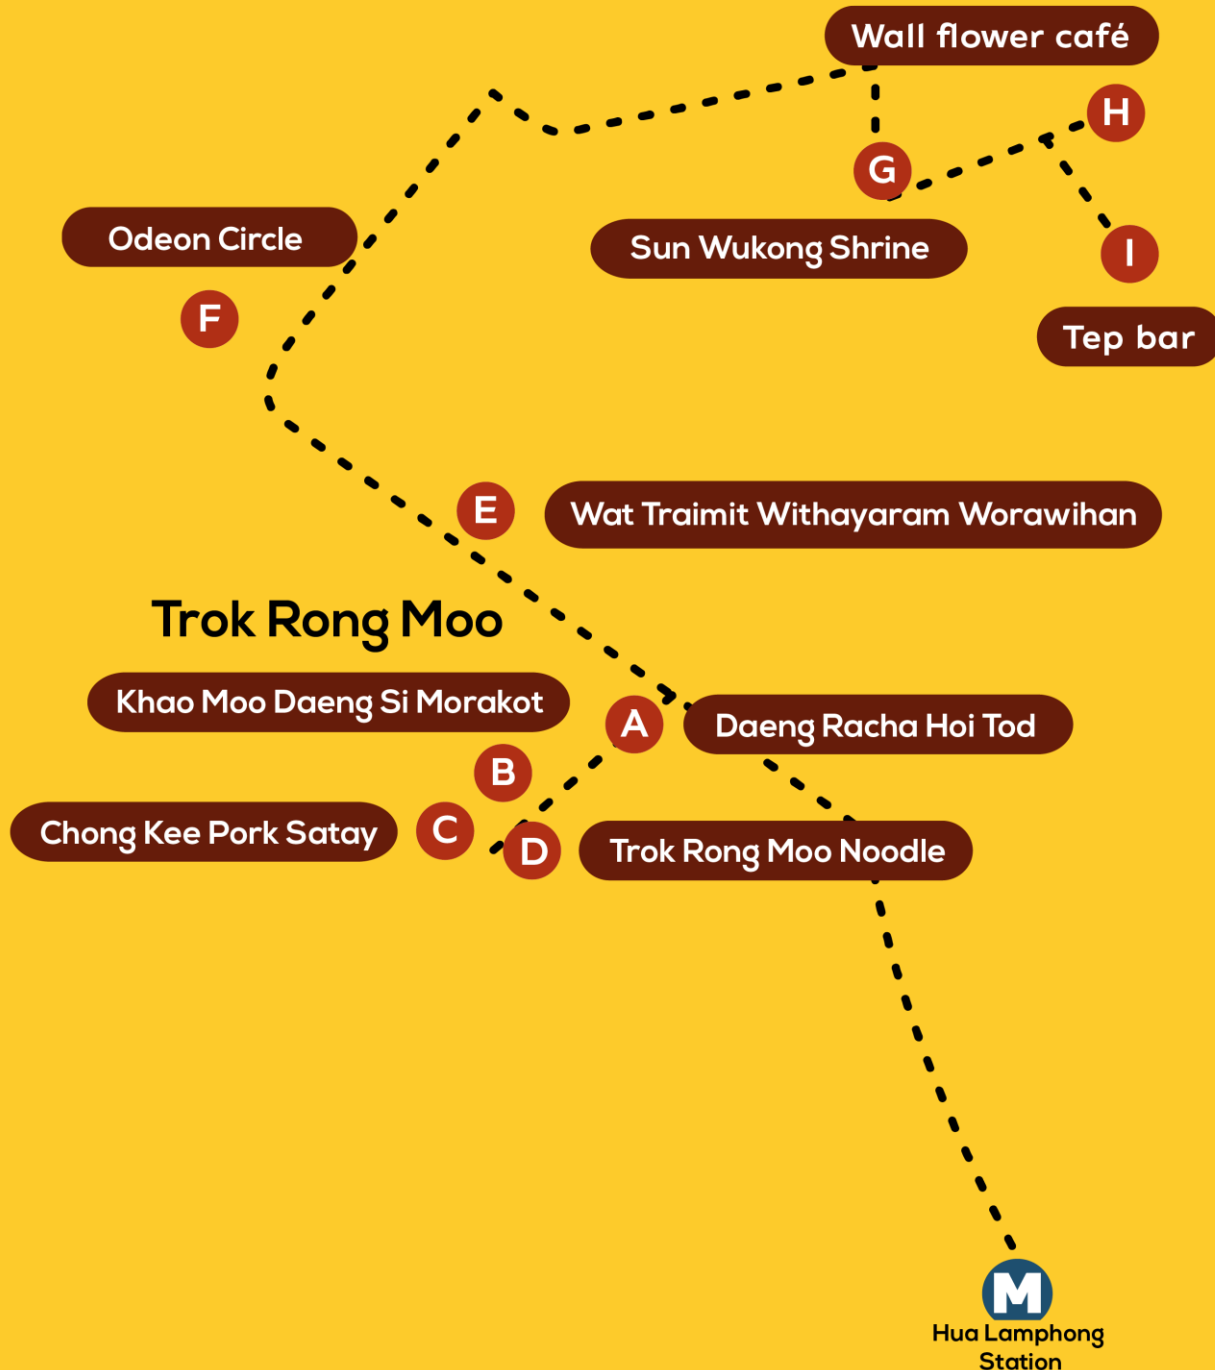 Wall flower café
H
G
Odeon Circle
Sun Wukong Shrine
I
F
Tep bar
E
Wat Traimit Withayaram Worawihan
Trok Rong Moo
Khao Moo Daeng Si Morakot
A
Daeng Racha Hoi Tod
B
Chong Kee Pork Satay
C
D
Trok Rong Moo Noodle
M
Hua Lamphong
Station